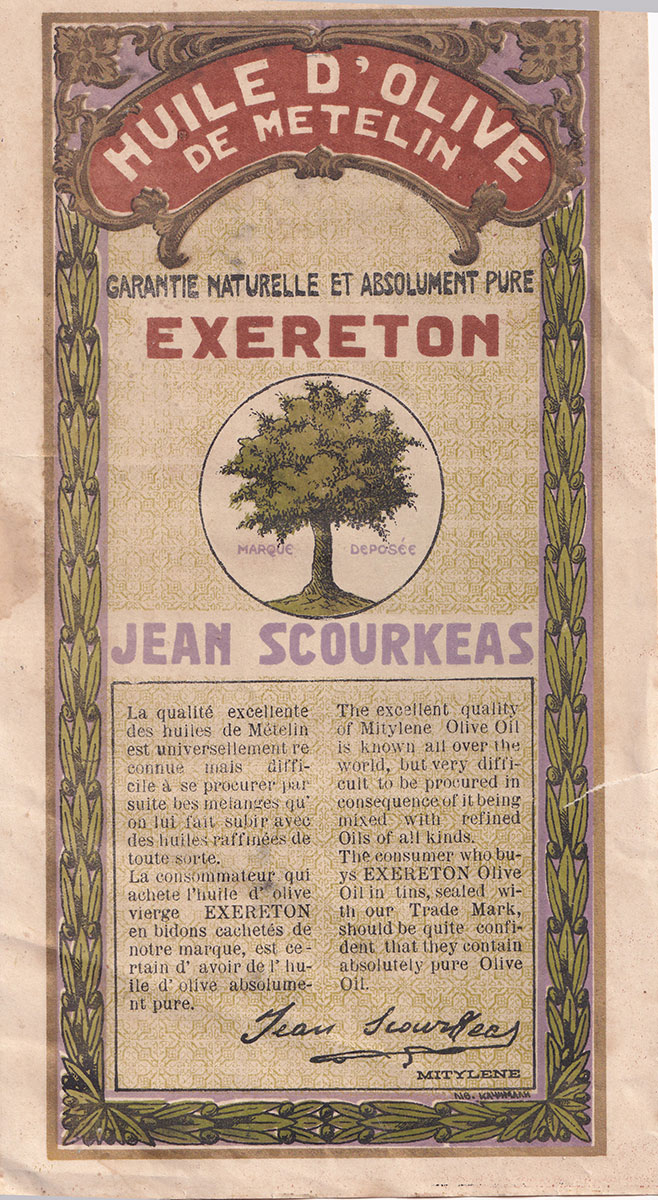 HUILE D'OLIVE
DE METELIN
GARANTIE NATURELLE ET ABSOLUMENT PURE
EXERETON
MARQUE DEPOSÉE
JEAN SCOURKEAS
La qualité excellente
des huiles de Mételin
est universellement re
connue mais diffi-
cile à se procurer par
suite bes mélanges qu'
on lui fait subir avec
des huiles raffinées de
toute sorte.
La consommateur qui
achete l'huile d' olive
vierge EXERETON
en bidons cachetés de
notre marque, est ce-
rtain d' avoir de l' hu-
ile d' olive absolume-
nt pure.
The excellent quality
of Mitylene Olive Oil
is known all over the
world, but very diffi-
cult to be procured in
consequence of it being
mixed with refined
Oils of all kinds.
The consumer who bu-
ys EXERETON Olive
Oil in tins, sealed wi-
th our Trade Mark,
should be quite confi-
dent that they contain
absolutely pure Olive
Oil.
Jean Scourkeas
MITYLENE